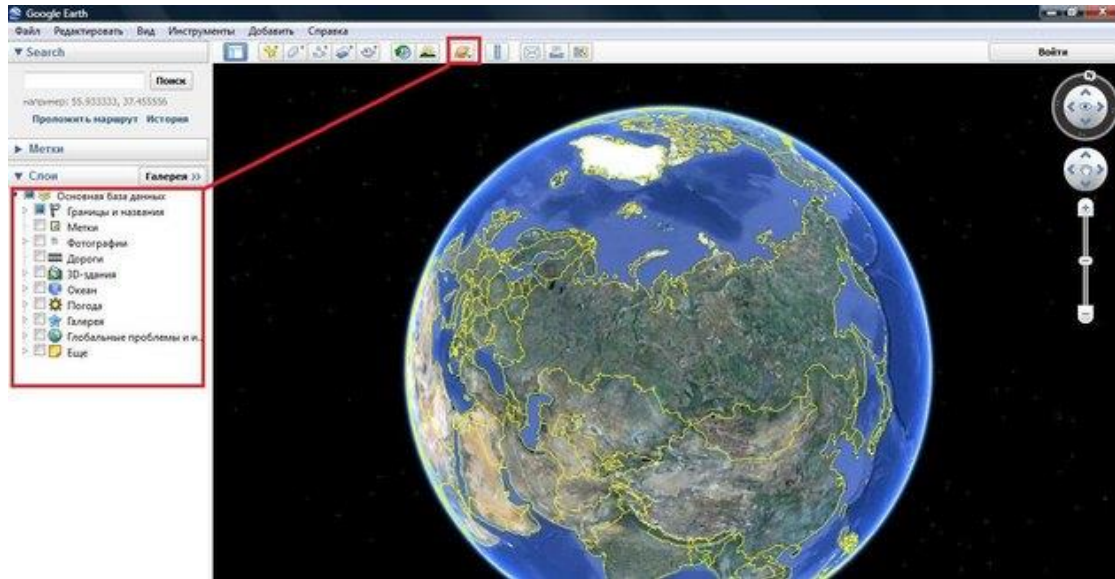 Google Earth
Файл Редактировать Вид Инструменты Добавить Справка
Search
Войти
Поиск
например: 55.933333, 37.455556
Проложить маршрут История
Метки
Слои Галерея >>
Основная база данных
Границы и названия
Метки
Фотографии
Дороги
3D-здания
Океан
Погода
Галерея
Глобальные проблемы и и..
Еще
N